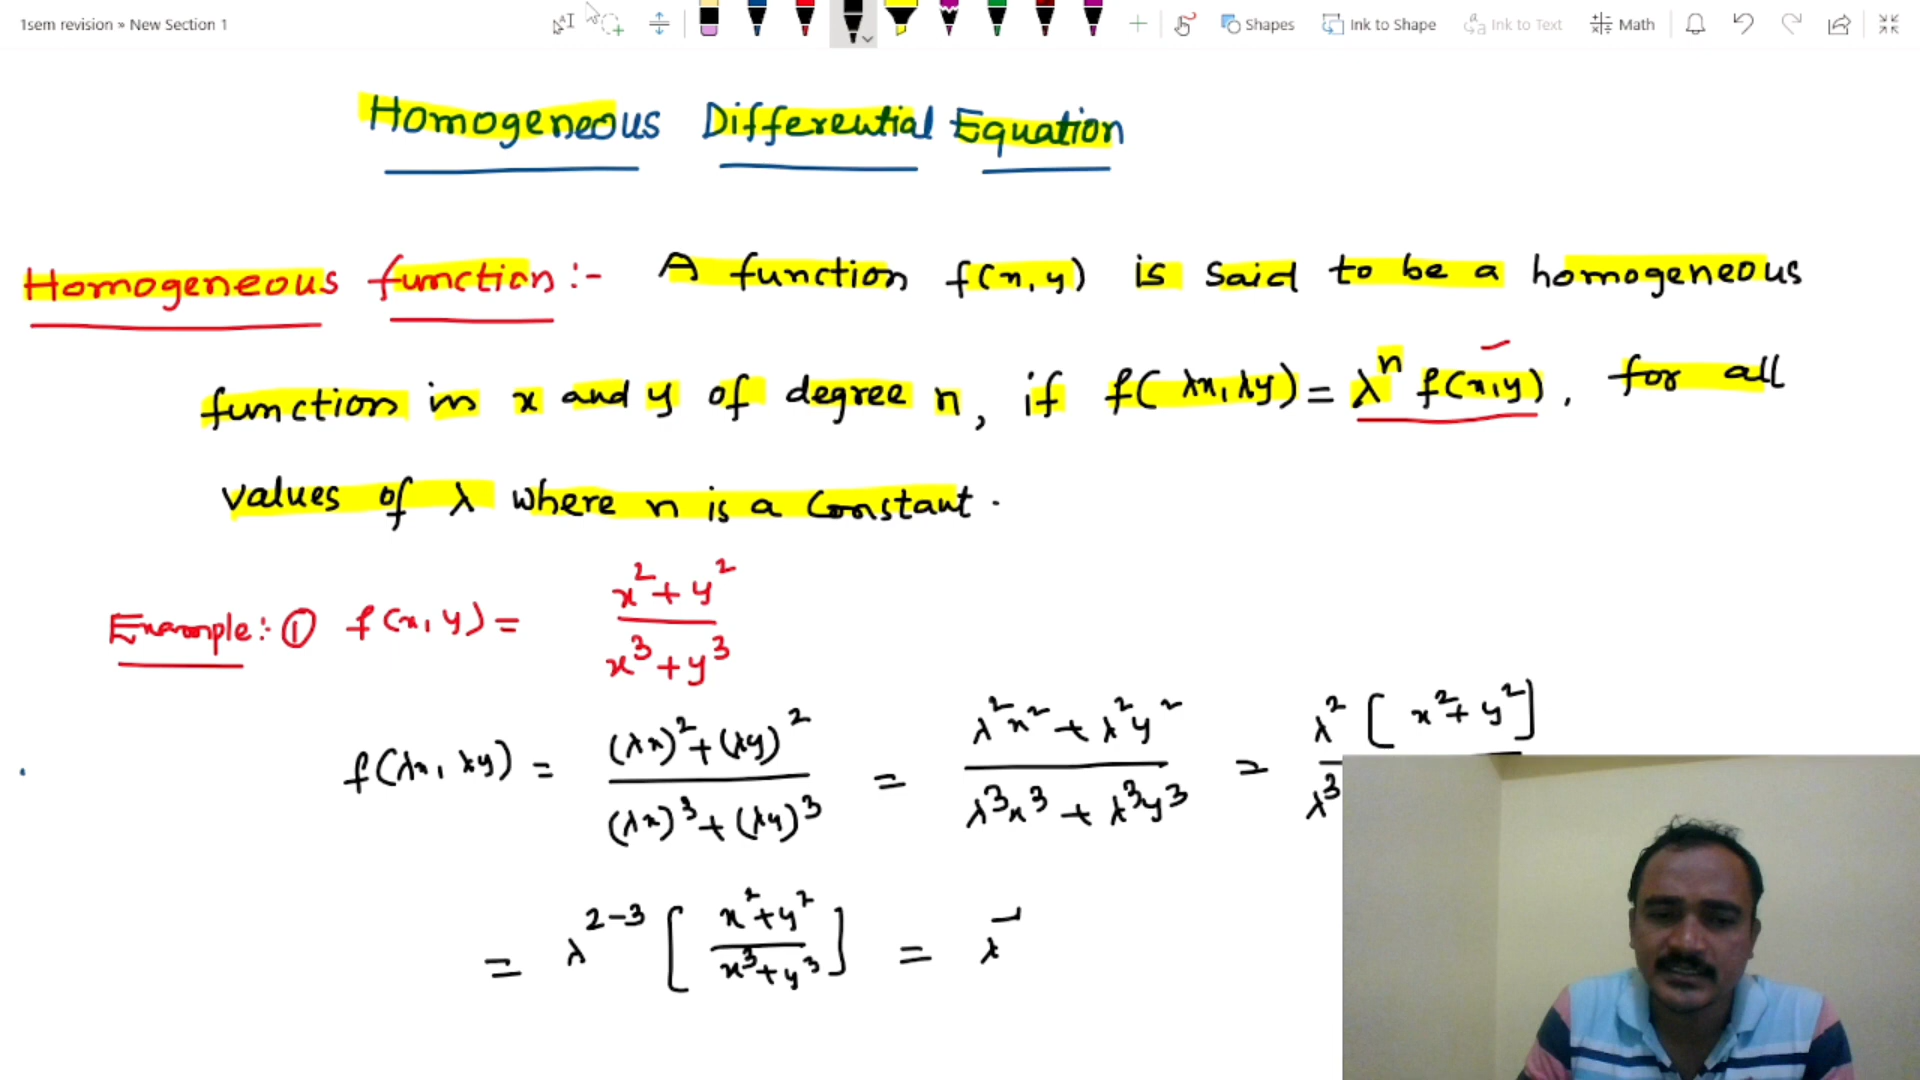 1sem revision » New Section 1
Shapes Ink to Shape Ink to Text Math
Homogeneous Differential Equation
Homogeneous function :- A function f(x, y) is said to be a homogeneous
function in x and y of degree n, if f(λx, λy) = λ^n f(x, y), for all
values of λ where n is a constant.
Example:- ① f(x, y) = (x² + y²) / (x³ + y³)
f(λx, λy) = ((λx)² + (λy)²) / ((λx)³ + (λy)³) = (λ²x² + λ²y²) / (λ³x³ + λ³y³) = λ² [x² + y²] / λ³
= λ^(2-3) [(x² + y²) / (x³ + y³)] = λ^-1